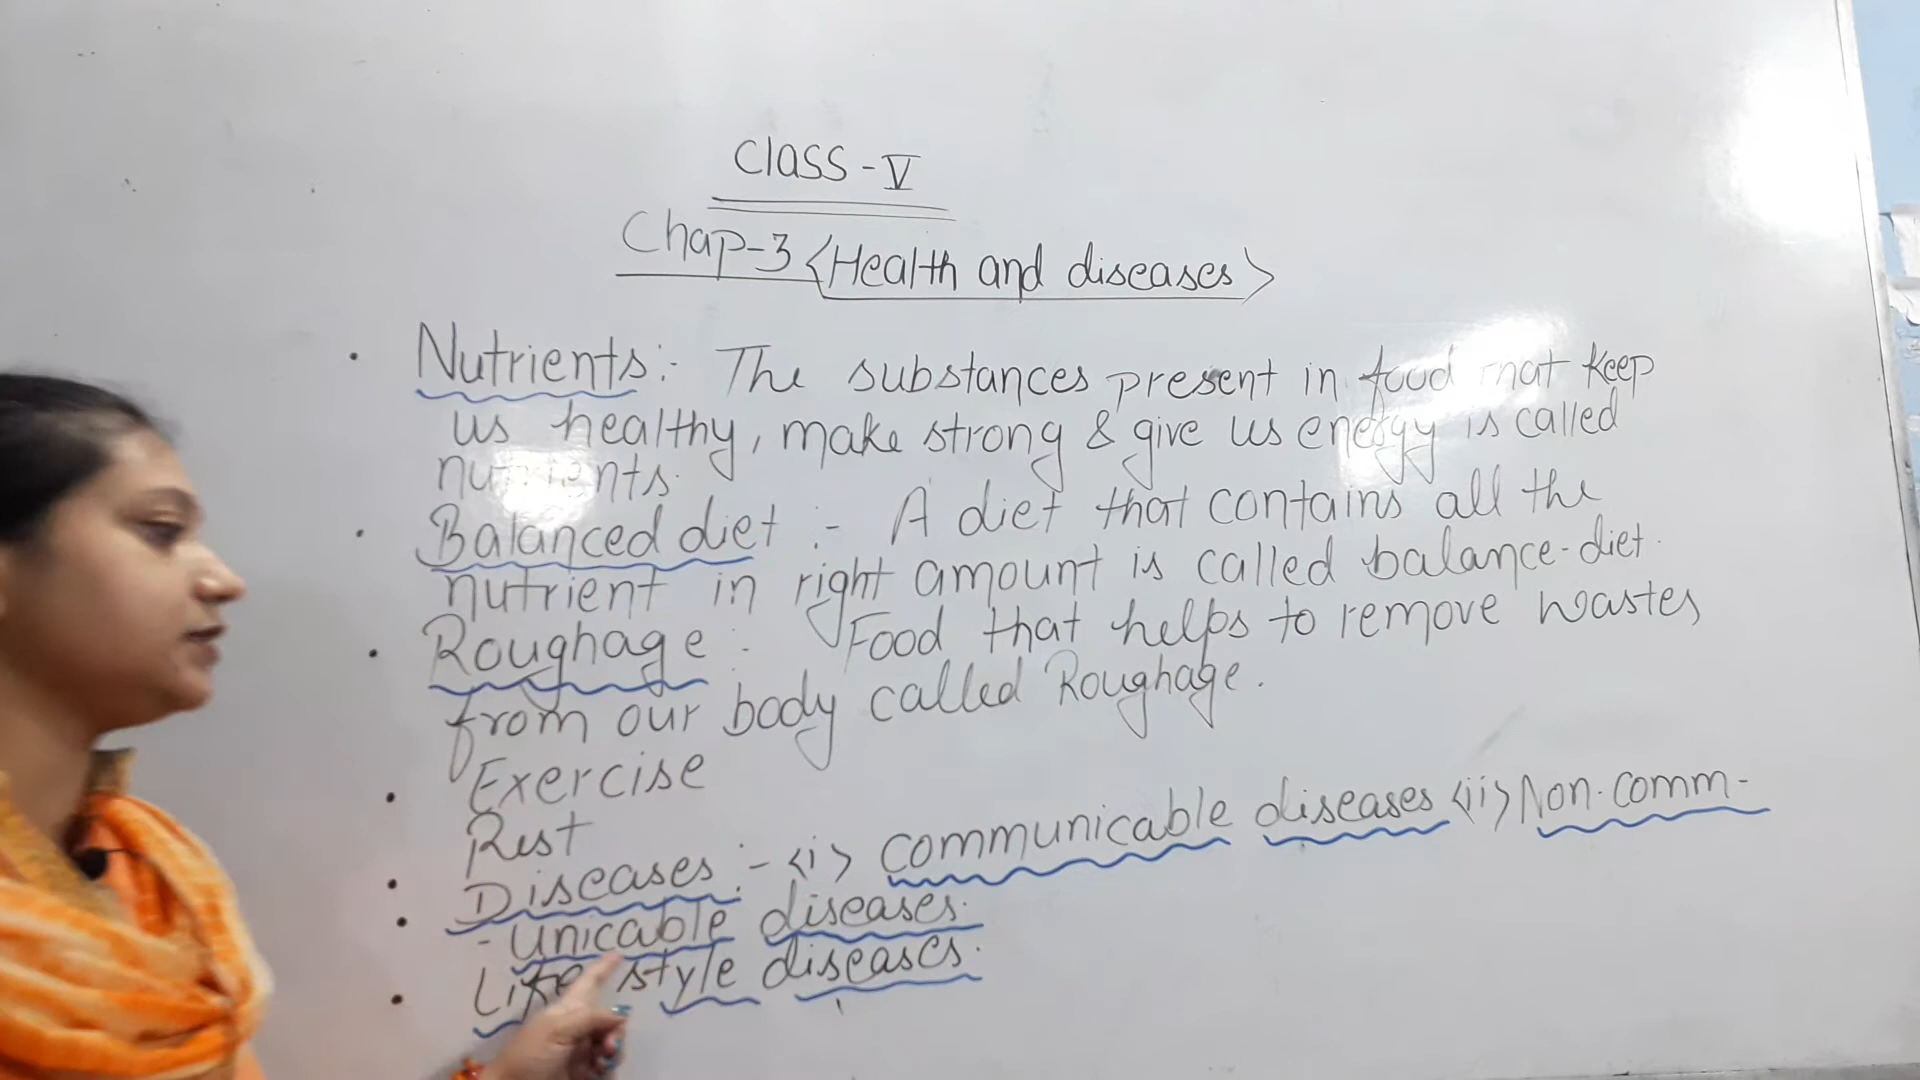 Class - V
Chap-3 <Health and diseases>
• Nutrients :- The substances present in food that keep
us healthy, make strong & give us energy is called
nutrients.
• Balanced diet :- A diet that contains all the
nutrient in right amount is called balance-diet.
• Roughage : Food that helps to remove wastes
from our body called Roughage.
• Exercise
• Rest
• Diseases :- <i> communicable diseases <ii> Non-comm-
-unicable diseases.
• Life style diseases.